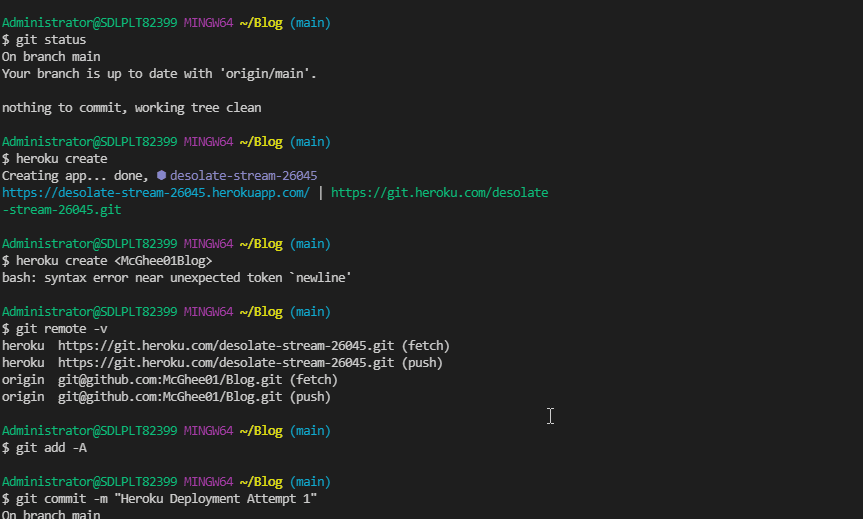 Administrator@SDLPLT82399 MINGW64 ~/Blog (main)
$ git status
On branch main
Your branch is up to date with 'origin/main'.
nothing to commit, working tree clean
Administrator@SDLPLT82399 MINGW64 ~/Blog (main)
$ heroku create
Creating app... done, ⬢ desolate-stream-26045
https://desolate-stream-26045.herokuapp.com/ | https://git.heroku.com/desolate
-stream-26045.git
Administrator@SDLPLT82399 MINGW64 ~/Blog (main)
$ heroku create <McGhee01Blog>
bash: syntax error near unexpected token `newline'
Administrator@SDLPLT82399 MINGW64 ~/Blog (main)
$ git remote -v
heroku  https://git.heroku.com/desolate-stream-26045.git (fetch)
heroku  https://git.heroku.com/desolate-stream-26045.git (push)
origin  git@github.com:McGhee01/Blog.git (fetch)
origin  git@github.com:McGhee01/Blog.git (push)
Administrator@SDLPLT82399 MINGW64 ~/Blog (main)
$ git add -A
Administrator@SDLPLT82399 MINGW64 ~/Blog (main)
$ git commit -m "Heroku Deployment Attempt 1"
On branch main